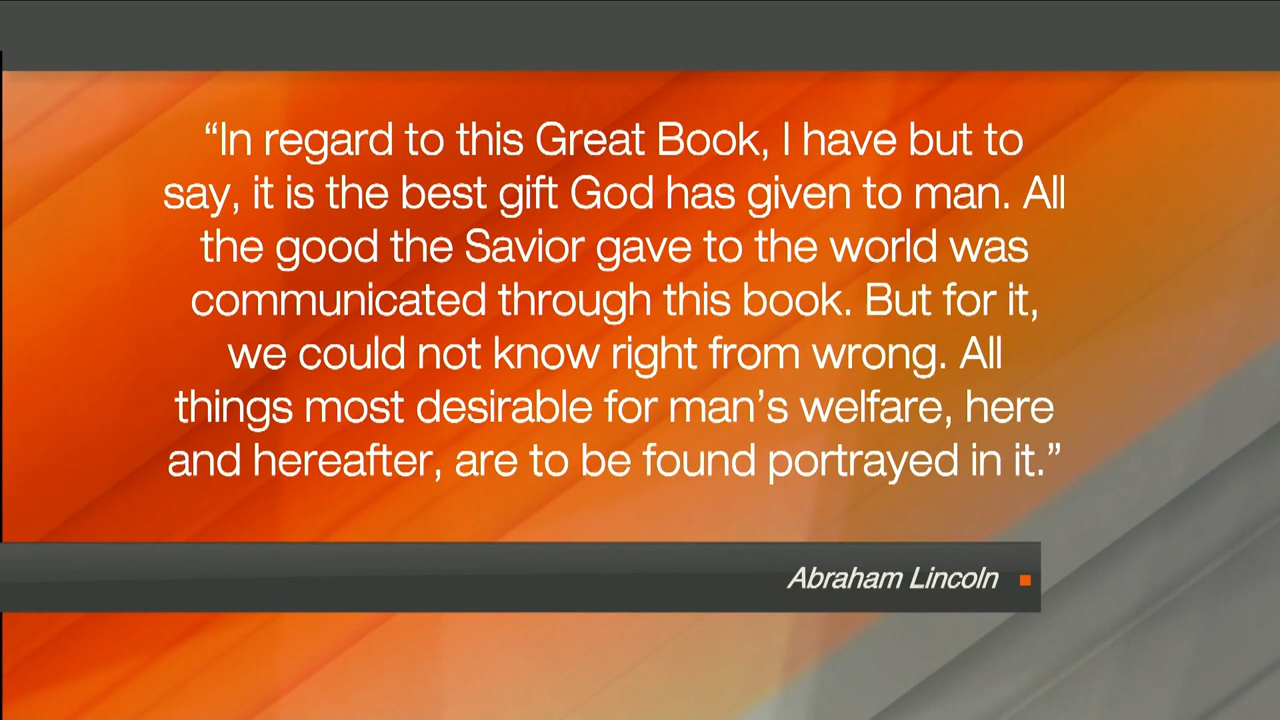 “In regard to this Great Book, I have but to
say, it is the best gift God has given to man. All
the good the Savior gave to the world was
communicated through this book. But for it,
we could not know right from wrong. All
things most desirable for man’s welfare, here
and hereafter, are to be found portrayed in it.”
Abraham Lincoln